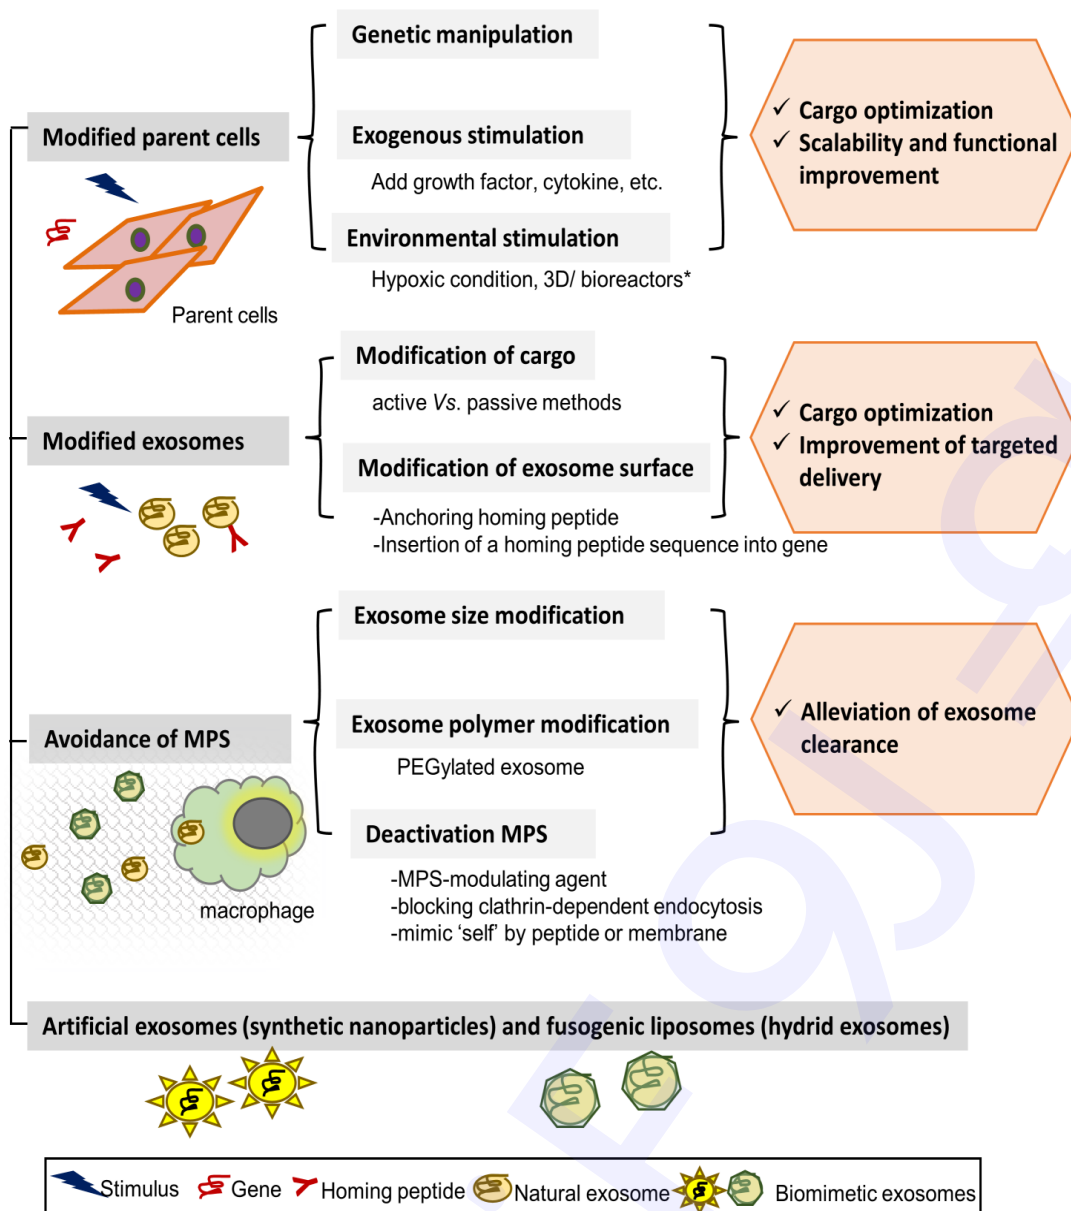 Genetic manipulation
Modified parent cells
Exogenous stimulation
Add growth factor, cytokine, etc.
Environmental stimulation
Hypoxic condition, 3D/ bioreactors*
Parent cells
✓ Cargo optimization
✓ Scalability and functional
improvement
Modification of cargo
active Vs. passive methods
Modified exosomes
Modification of exosome surface
-Anchoring homing peptide
-Insertion of a homing peptide sequence into gene
✓ Cargo optimization
✓ Improvement of targeted
delivery
Exosome size modification
Avoidance of MPS
Exosome polymer modification
PEGylated exosome
Deactivation MPS
-MPS-modulating agent
-blocking clathrin-dependent endocytosis
-mimic ‘self’ by peptide or membrane
macrophage
✓ Alleviation of exosome
clearance
Artificial exosomes (synthetic nanoparticles) and fusogenic liposomes (hydrid exosomes)
Stimulus Gene Homing peptide Natural exosome Biomimetic exosomes